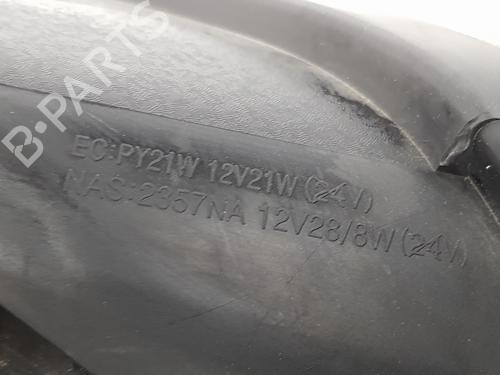 B-PARTS
EC:PY21W 12V21W(24V)
NAS:2357NA 12V28/8W(24V)